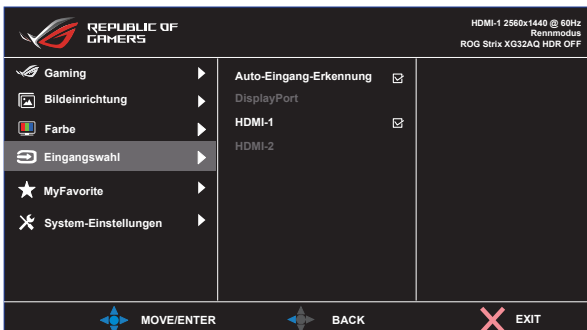 REPUBLIC OF
GAMERS
HDMI-1 2560x1440 @ 60Hz
Rennmodus
ROG Strix XG32AQ HDR OFF
Gaming
Bildeinrichtung
Farbe
Eingangswahl
MyFavorite
System-Einstellungen
Auto-Eingang-Erkennung
DisplayPort
HDMI-1
HDMI-2
MOVE/ENTER
BACK
EXIT